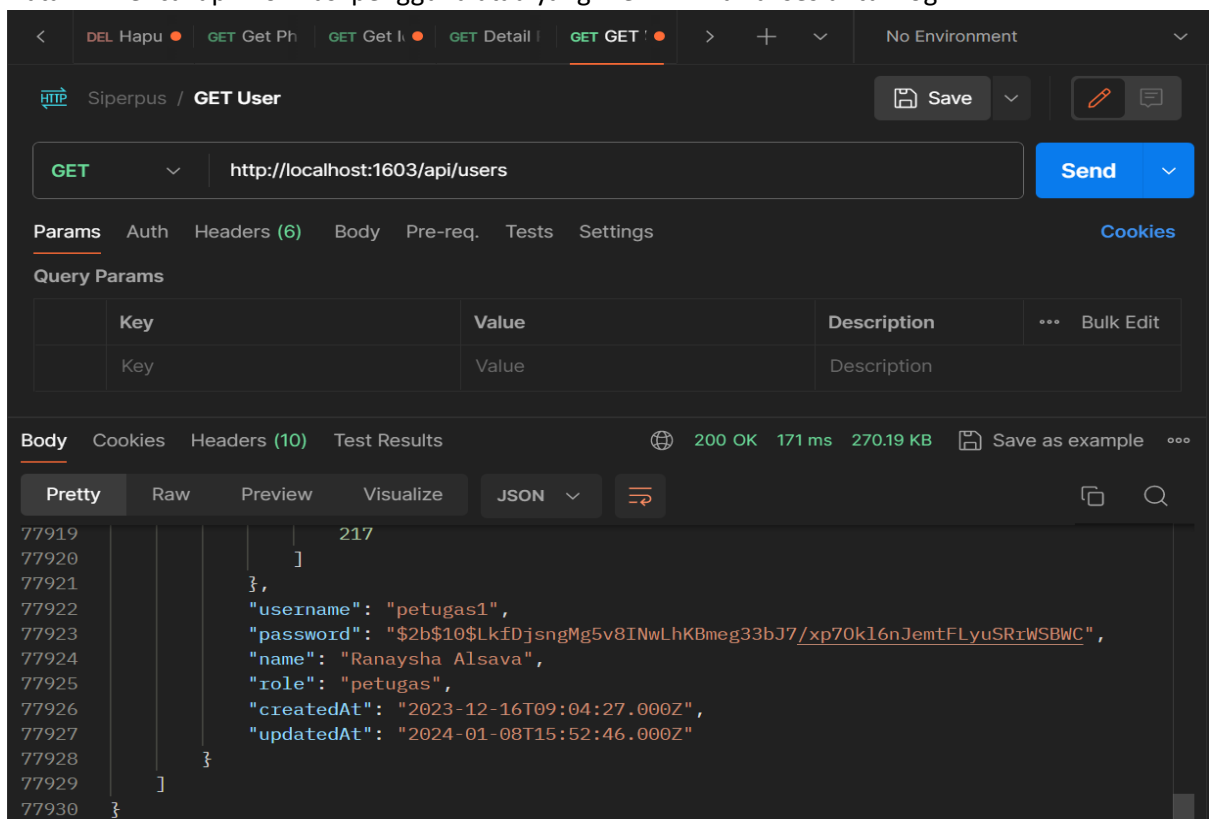 DEL Hapu GET Get Ph GET Get I GET Detail GET GET No Environment
HTTP Siperpus / GET User Save
GET http://localhost:1603/api/users Send
Params Auth Headers (6) Body Pre-req. Tests Settings Cookies
Query Params
Key Value Description Bulk Edit
Key Value Description
Body Cookies Headers (10) Test Results 200 OK 171 ms 270.19 KB Save as example
Pretty Raw Preview Visualize JSON
77919 217
77920 ]
77921 },
77922 "username": "petugas1",
77923 "password": "$2b$10$LkfDjsngMg5v8INwLhKBmeg33bJ7/xp7Okl6nJemtFLyuSRrWSBWC",
77924 "name": "Ranaysha Alsava",
77925 "role": "petugas",
77926 "createdAt": "2023-12-16T09:04:27.000Z",
77927 "updatedAt": "2024-01-08T15:52:46.000Z"
77928 }
77929 ]
77930 }